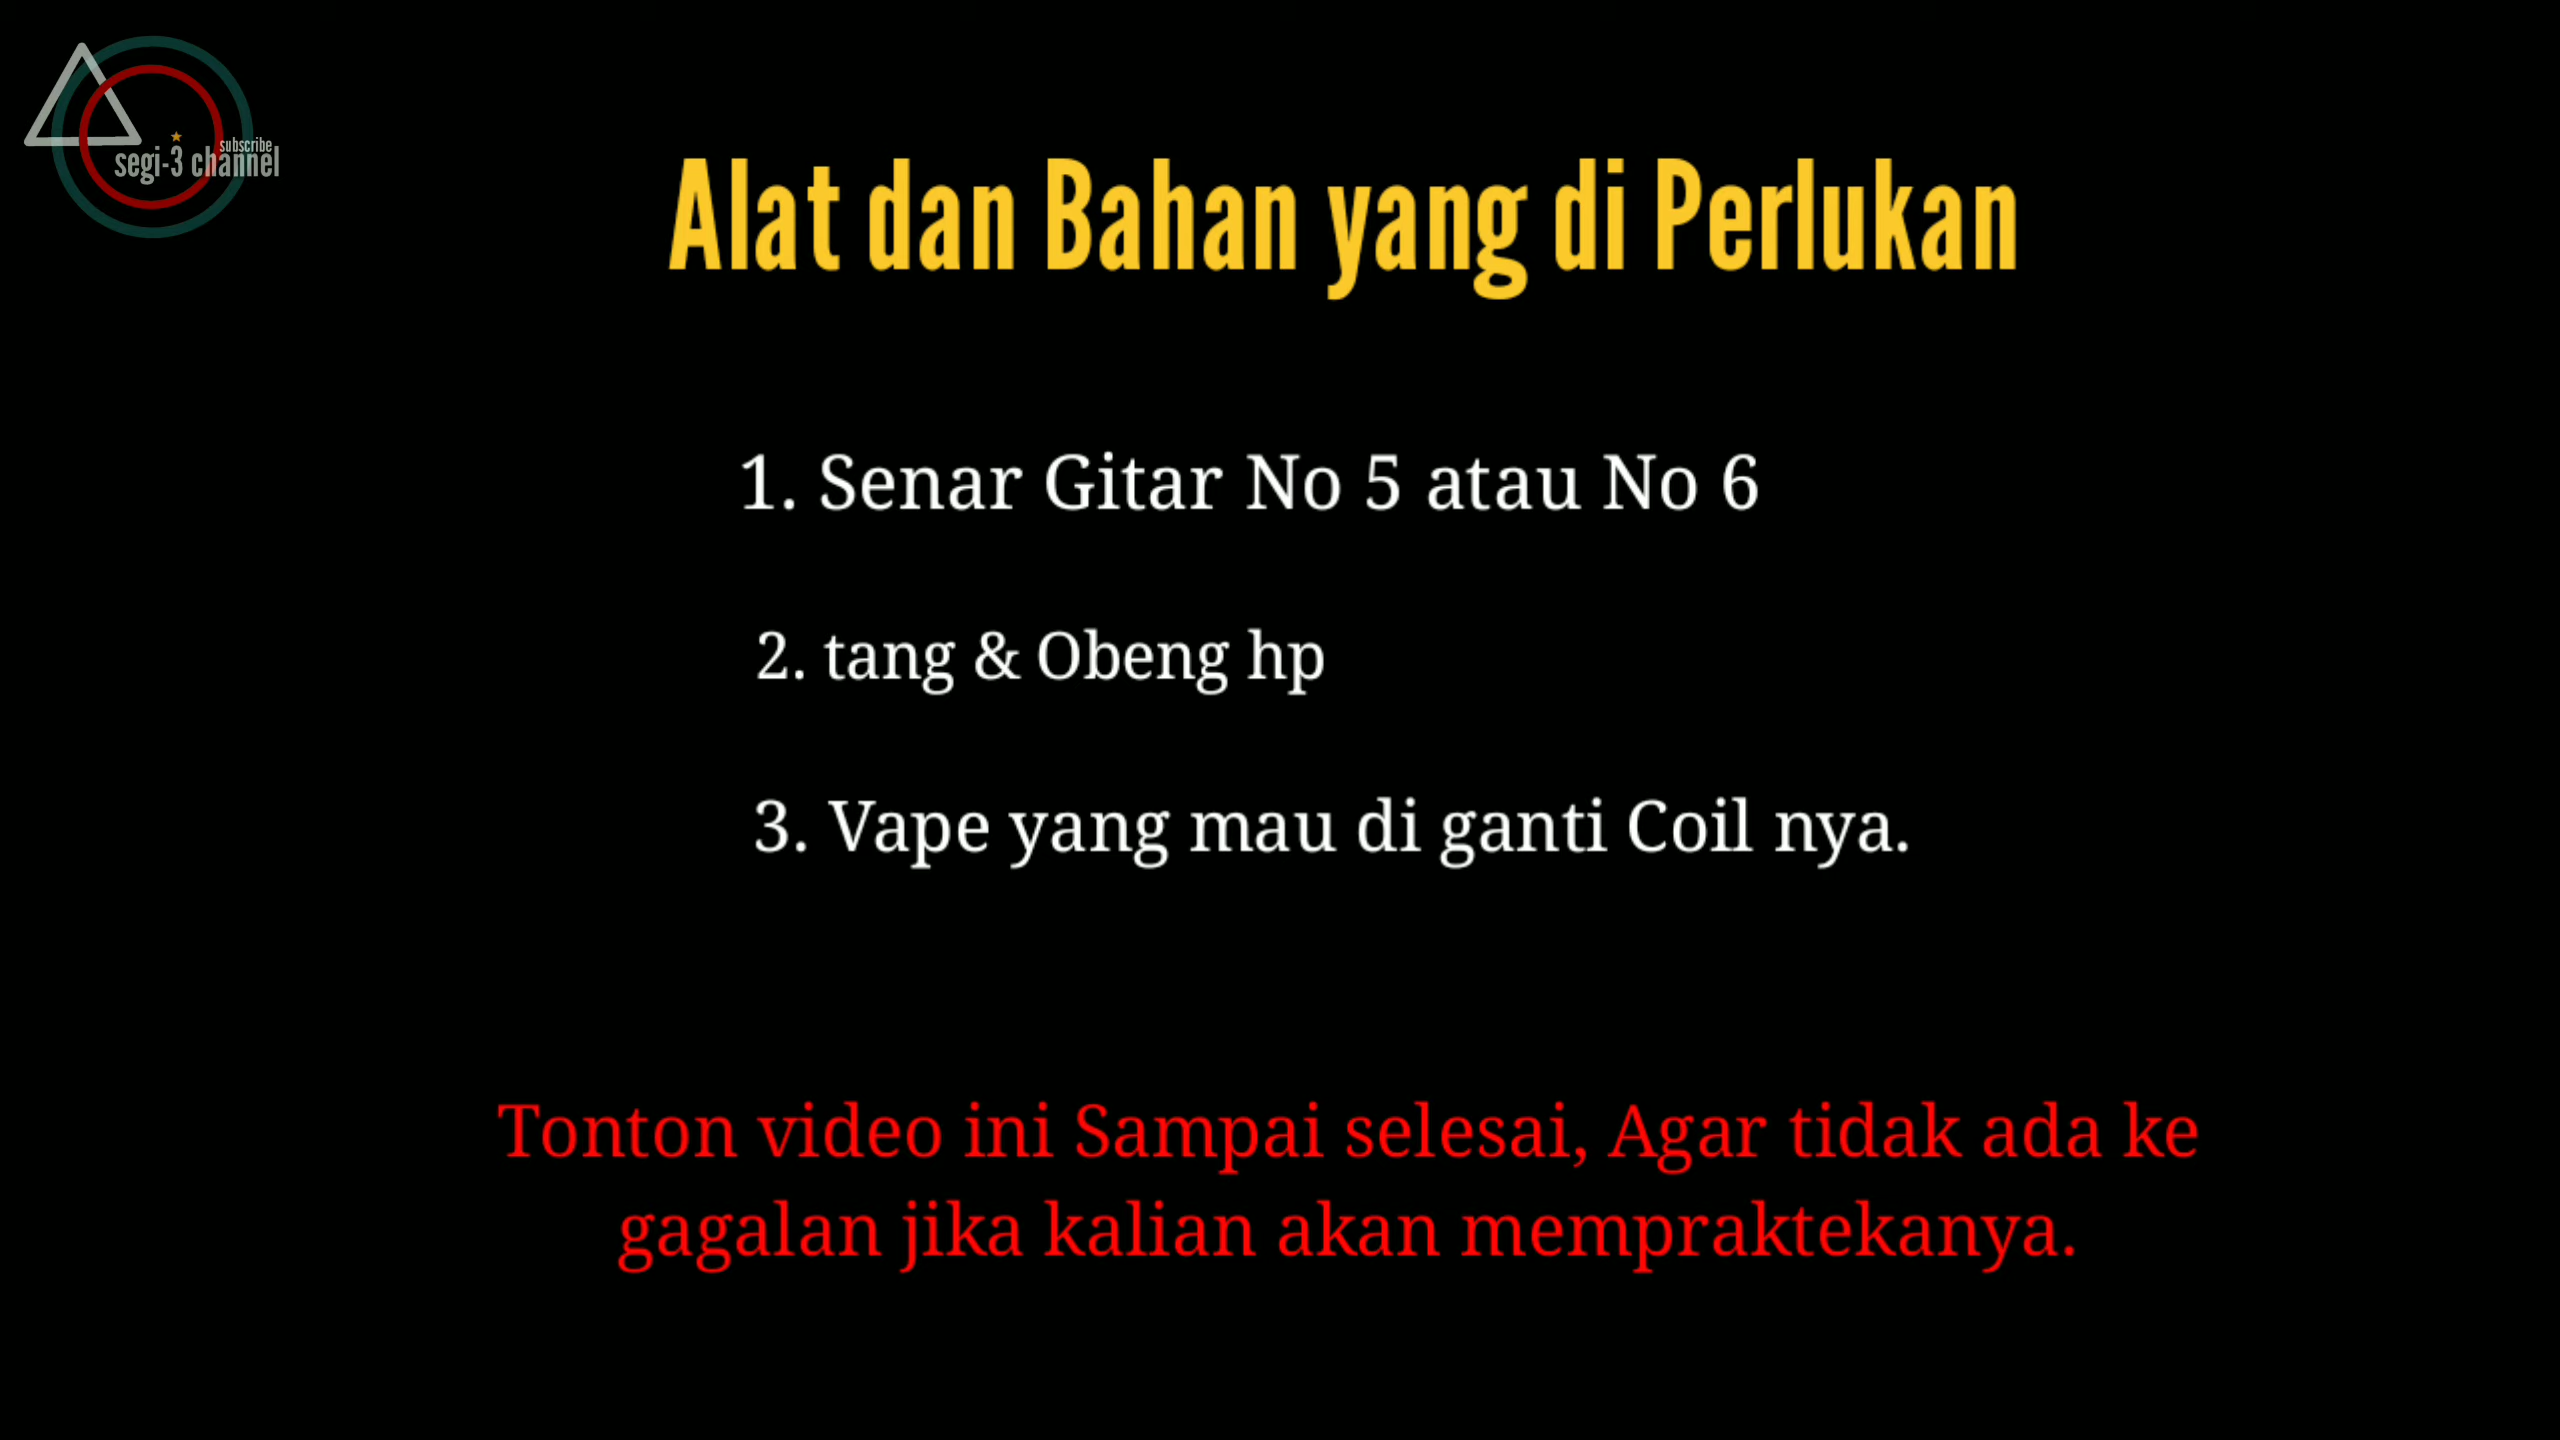 subscribe
segi-3 channel
Alat dan Bahan yang di Perlukan
1. Senar Gitar No 5 atau No 6
2. tang & Obeng hp
3. Vape yang mau di ganti Coil nya.
Tonton video ini Sampai selesai, Agar tidak ada ke
gagalan jika kalian akan mempraktekanya.